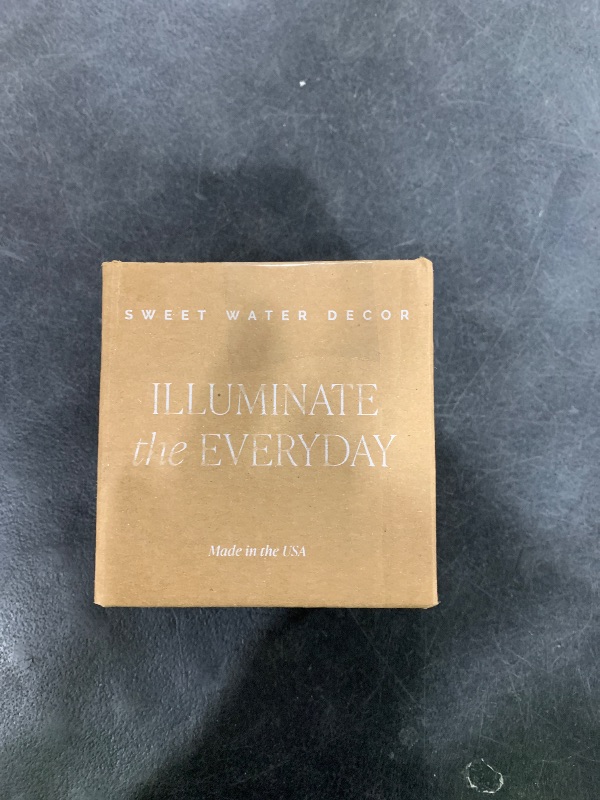 SWEET WATER DECOR
ILLUMINATE
the EVERYDAY
Made in the USA